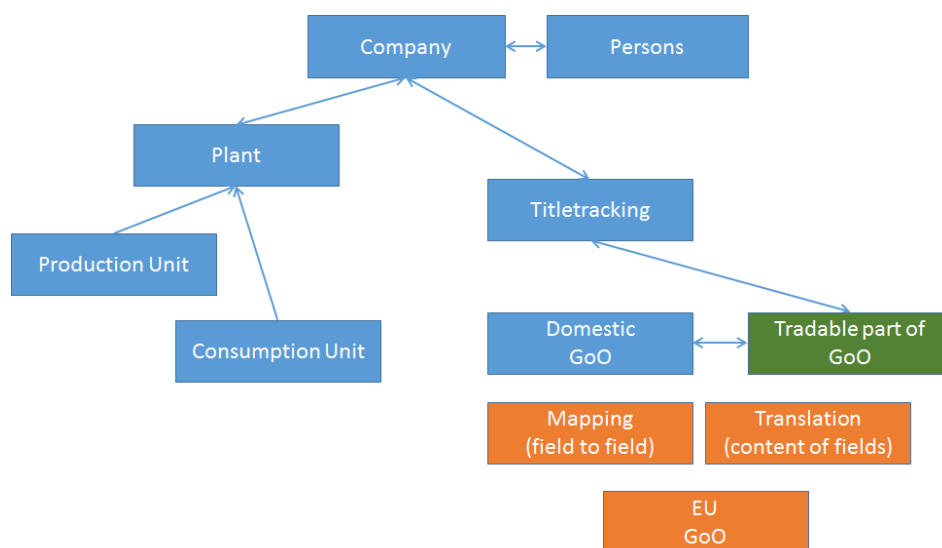 Company
Persons
Plant
Titletracking
Production Unit
Consumption Unit
Domestic
GoO
Tradable part of
GoO
Mapping
(field to field)
Translation
(content of fields)
EU
GoO